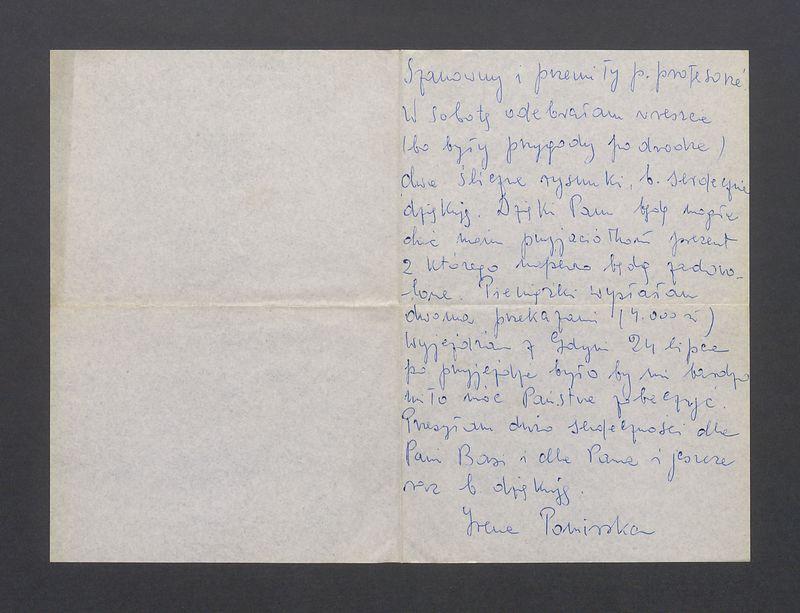 Szanowny i przemiły p. profesorze!
W sobotę odebrałam wreszcie
(bo były przygody po drodze)
dwa śliczne rysunki, b. serdecznie
dziękuję. Dzięki Panu będę mogła
dać moim przyjaciółkom prezent
z którego napewno będą zadowo-
lone. Pieniążki wysłałam
dwoma przekazami (4.000 zł)
Wyjeżdżam z Gdyni 24 lipca
po przyjeździe było by mi bardzo
miło móc Państwa zobaczyć.
Przesyłam dużo serdeczności dla
Pani Basi i dla Pana i jeszcze
raz b. dziękuję.
Irena